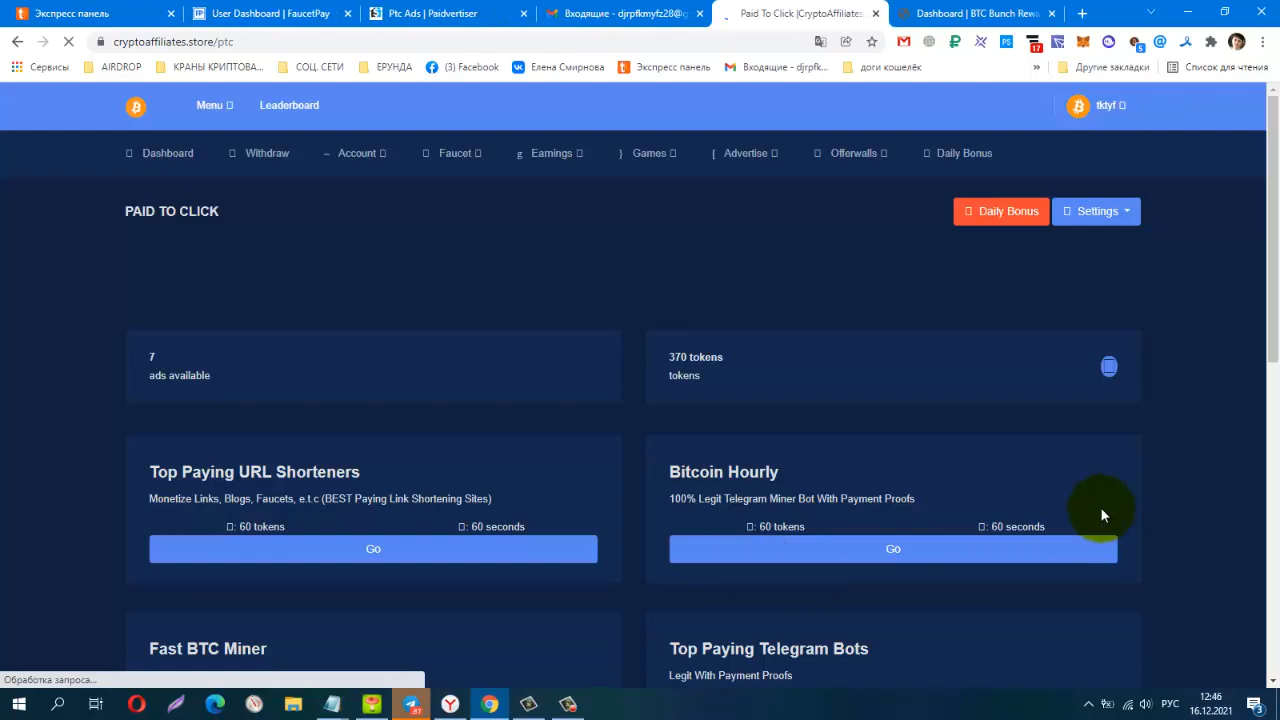 Экспресс панель
User Dashboard | FaucetPay
Ptc Ads | Paidvertiser
Входящие - djrpfkmyfz28@g
Paid To Click |CryptoAffiliates.
Dashboard | BTC Bunch Rewa
cryptoaffiliates.store/ptc
17
5
Сервисы
AIRDROP
КРАНЫ КРИПТОВА...
СОЦ. СЕТИ
ЕРУНДА
(3) Facebook
Елена Смирнова
Экспресс панель
Входящие - djrpfk...
доги кошелёк
»
Другие закладки
Список для чтения
Menu
Leaderboard
tktyf
Dashboard
Withdraw
~ Account
Faucet
g Earnings
} Games
{ Advertise
Offerwalls
Daily Bonus
PAID TO CLICK
Daily Bonus
Settings
7
ads available
370 tokens
tokens
Top Paying URL Shorteners
Monetize Links, Blogs, Faucets, e.t.c (BEST Paying Link Shortening Sites)
: 60 tokens
: 60 seconds
Go
Bitcoin Hourly
100% Legit Telegram Miner Bot With Payment Proofs
: 60 tokens
: 60 seconds
Go
Fast BTC Miner
Top Paying Telegram Bots
Legit With Payment Proofs
Обработка запроса...
87
РУС
12:46
16.12.2021
3